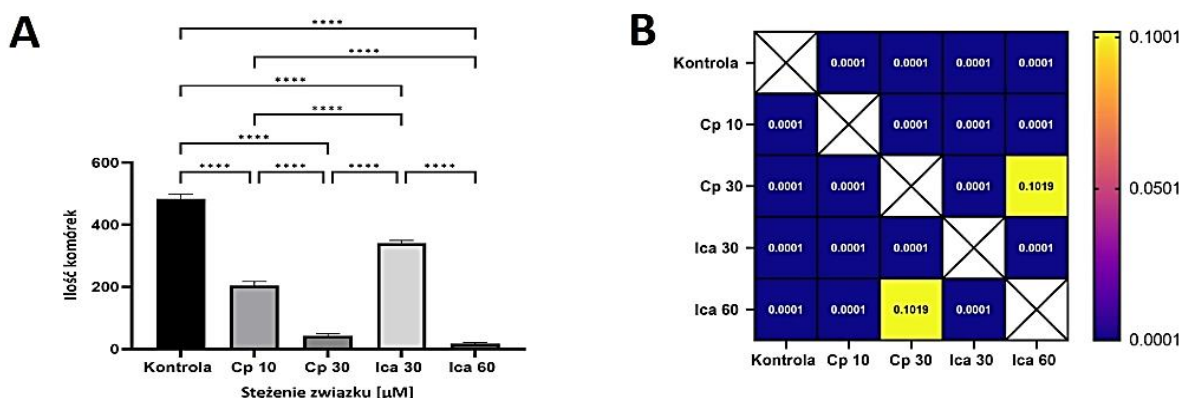 A
****
****
****
****
****
**** **** **** ****
600
400
200
0
Ilość komórek
Kontrola Cp 10 Cp 30 Ica 30 Ica 60
Stężenie związku [µM]
B
Kontrola 0.0001 0.0001 0.0001 0.0001
Cp 10 0.0001 0.0001 0.0001 0.0001
Cp 30 0.0001 0.0001 0.0001 0.1019
Ica 30 0.0001 0.0001 0.0001 0.0001
Ica 60 0.0001 0.0001 0.1019 0.0001
Kontrola Cp 10 Cp 30 Ica 30 Ica 60
0.1001
0.0501
0.0001